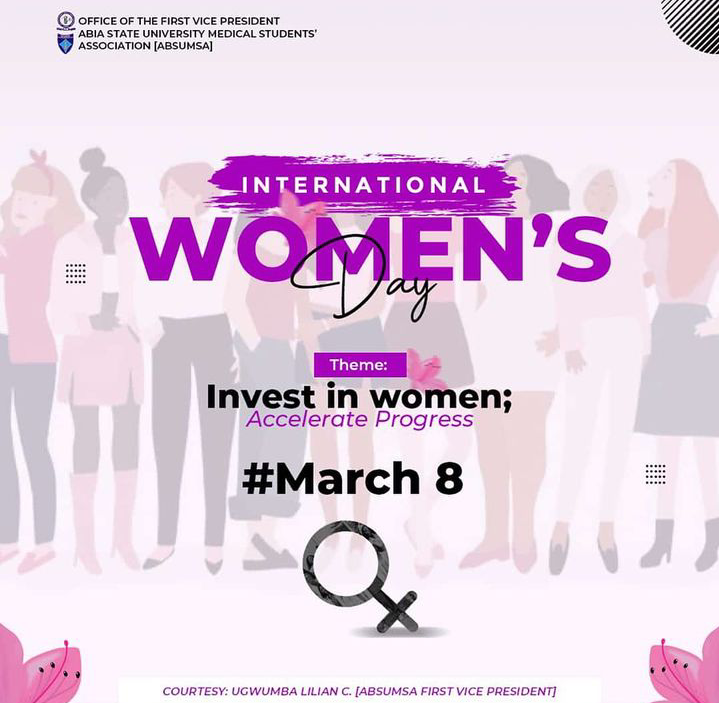 OFFICE OF THE FIRST VICE PRESIDENT
ABIA STATE UNIVERSITY MEDICAL STUDENTS'
ASSOCIATION [ABSUMSA]
INTERNATIONAL
WOMEN'S
Day
Theme:
Invest in women;
Accelerate Progress
#March 8
COURTESY: UGWUMBA LILIAN C. [ABSUMSA FIRST VICE PRESIDENT]